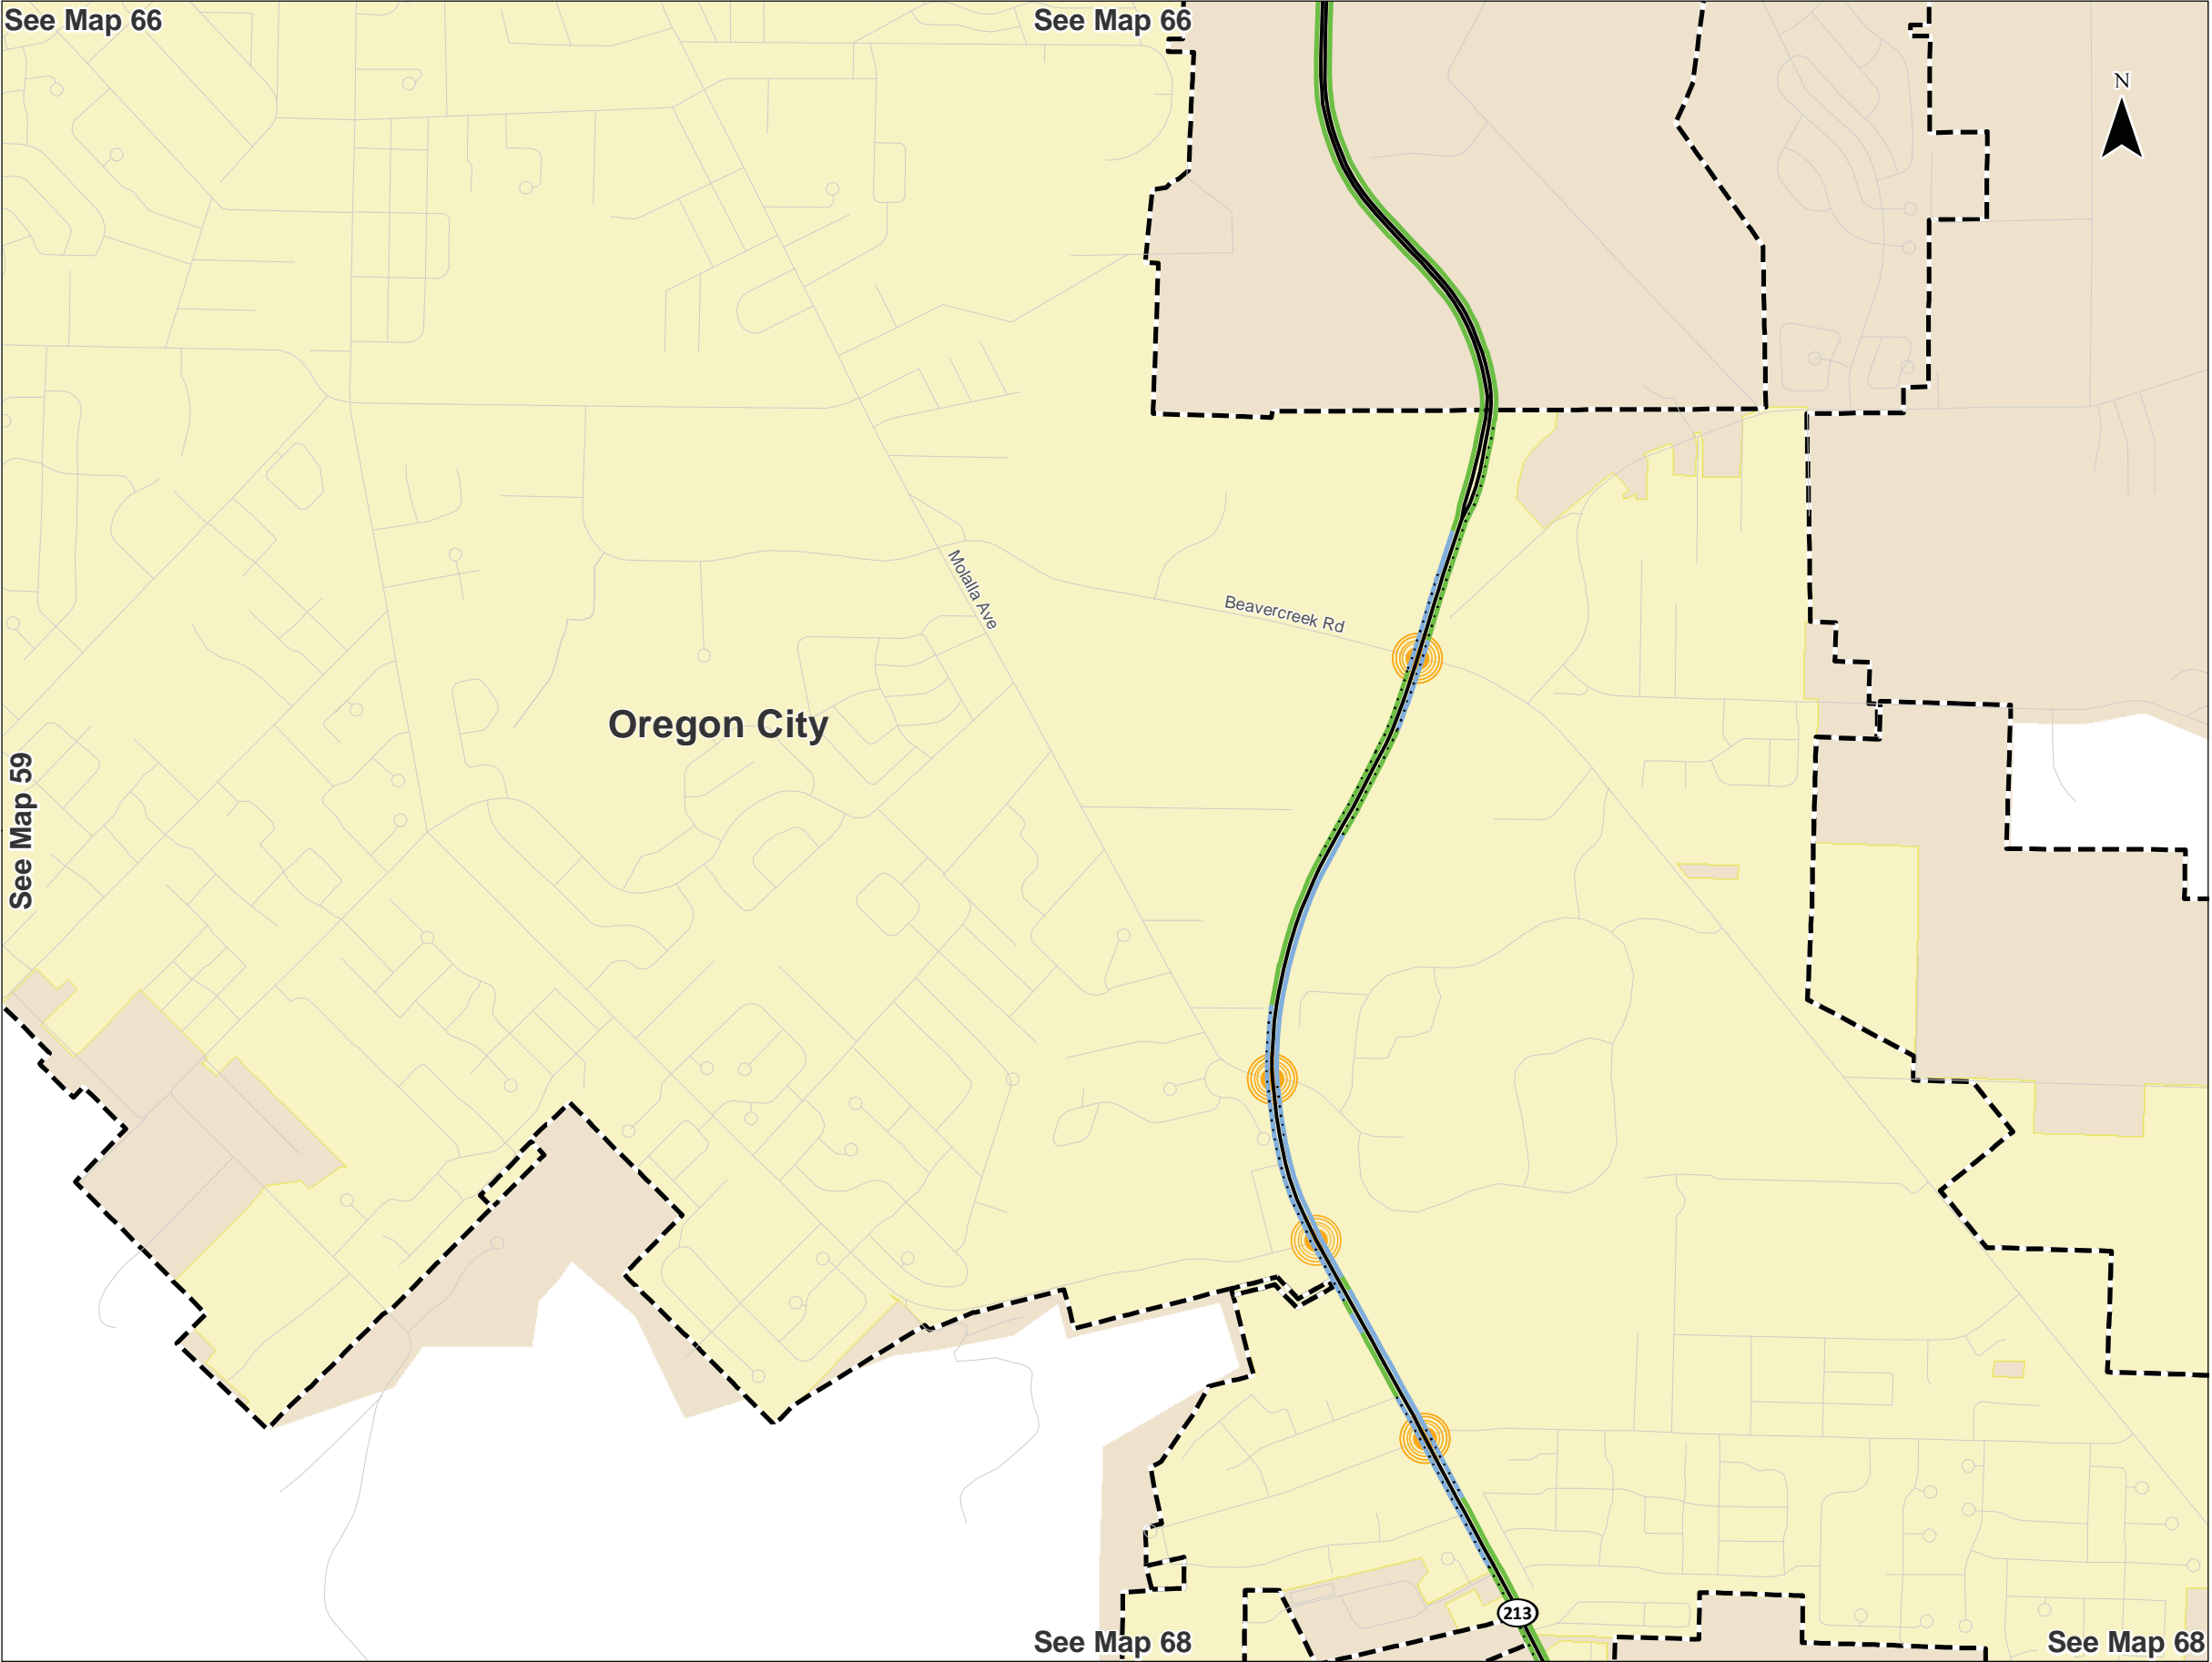 See Map 66
See Map 66
N
Molalla Ave
Beavercreek Rd
Oregon City
See Map 59
213
See Map 68
See Map 68